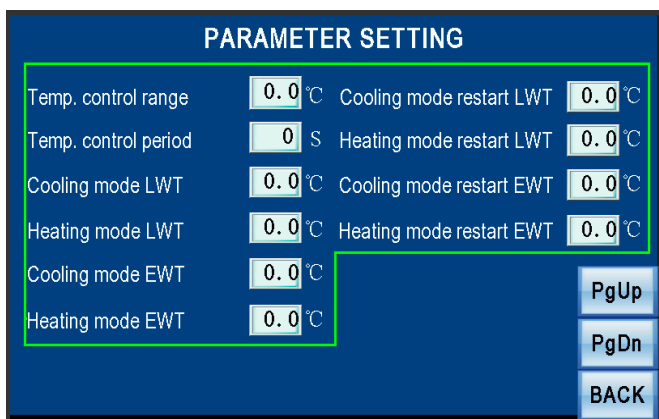 PARAMETER SETTING
Temp. control range 0.0 ℃ Cooling mode restart LWT 0.0 ℃
Temp. control period 0 S Heating mode restart LWT 0.0 ℃
Cooling mode LWT 0.0 ℃ Cooling mode restart EWT 0.0 ℃
Heating mode LWT 0.0 ℃ Heating mode restart EWT 0.0 ℃
Cooling mode EWT 0.0 ℃
Heating mode EWT 0.0 ℃
PgUp
PgDn
BACK